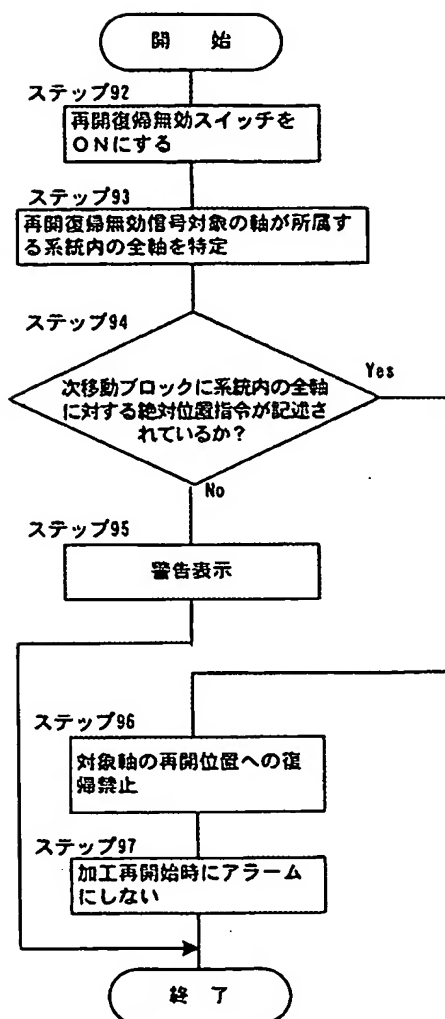 開　始
ステップ92
再開復帰無効スイッチを
ＯＮにする
ステップ93
再開復帰無効信号対象の軸が所属す
る系統内の全軸を特定
ステップ94
次移動ブロックに系統内の全軸
に対する絶対位置指令が記述さ
れているか？
Yes
No
ステップ95
警告表示
ステップ96
対象軸の再開位置への復
帰禁止
ステップ97
加工再開始時にアラーム
にしない
終　了